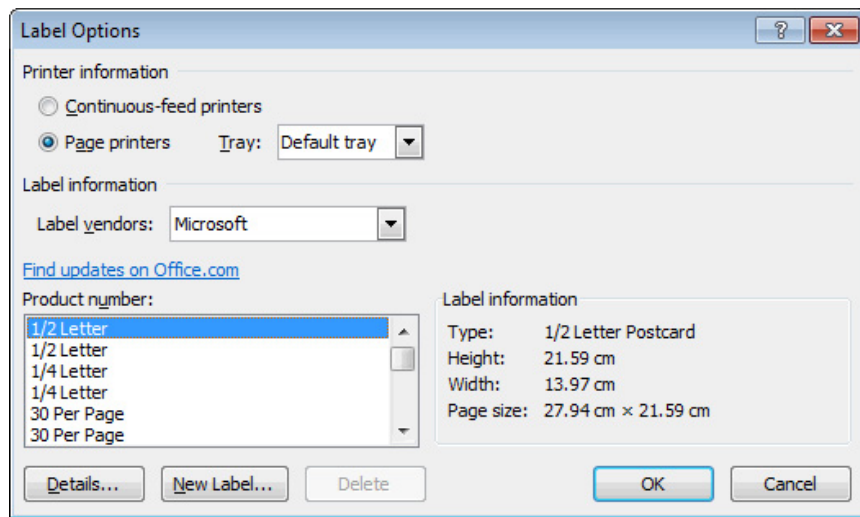 Label Options
Printer information
Continuous-feed printers
Page printers Tray: Default tray
Label information
Label vendors: Microsoft
Find updates on Office.com
Product number:
1/2 Letter
1/2 Letter
1/4 Letter
1/4 Letter
30 Per Page
30 Per Page
Label information
Type: 1/2 Letter Postcard
Height: 21.59 cm
Width: 13.97 cm
Page size: 27.94 cm × 21.59 cm
Details... New Label... Delete OK Cancel